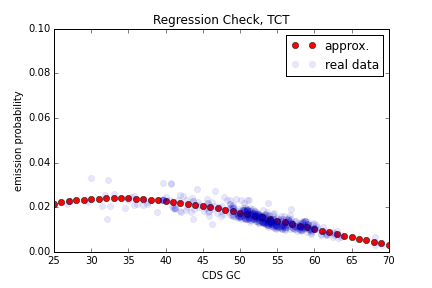 Regression Check, TCT
0.10
approx.
real data
0.08
0.06
emission probability
0.04
0.02
0.00
25 30 35 40 45 50 55 60 65 70
CDS GC